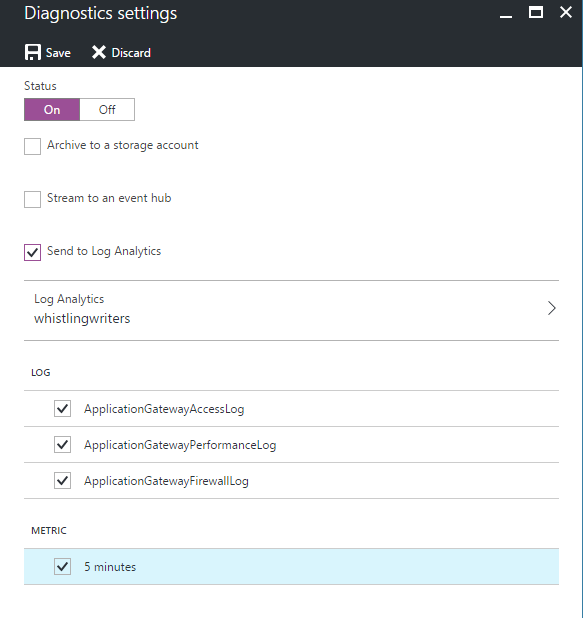 Diagnostics settings
Save
Discard
Status
On
Off
Archive to a storage account
Stream to an event hub
Send to Log Analytics
Log Analytics
whistlingwriters
LOG
ApplicationGatewayAccessLog
ApplicationGatewayPerformanceLog
ApplicationGatewayFirewallLog
METRIC
5 minutes